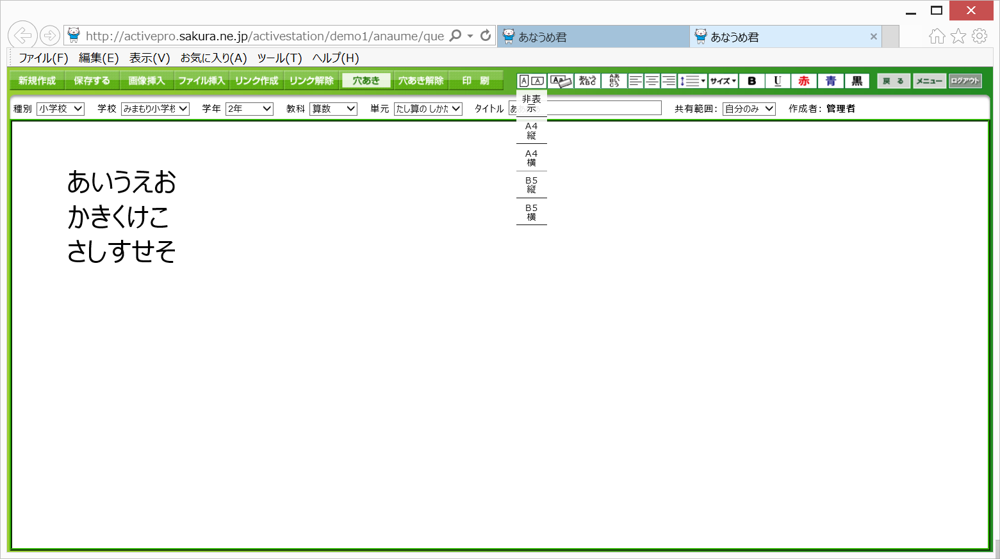 http://activepro.sakura.ne.jp/activestation/demo1/anaume/que
あなうめ君
あなうめ君
ファイル(F) 編集(E) 表示(V) お気に入り(A) ツール(T) ヘルプ(H)
新規作成 保存する 画像挿入 ファイル挿入 リンク作成 リンク解除 穴あき 穴あき解除 印 刷 A A サイズ B U 赤 青 黒 戻 る メニュー ログアウト
種別 小学校 学校 みまもり小学校 学年 2年 教科 算数 単元 たし算のしかた タイトル 共有範囲: 自分のみ 作成者: 管理者
非表示
A4
縦
A4
横
B5
縦
B5
横
あいうえお
かきくけこ
さしすせそ